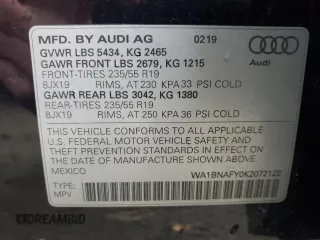 MFD. BY AUDI AG 02/19
GVWR LBS 5434, KG 2465
GAWR FRONT LBS 2679, KG 1215
FRONT-TIRES 235/55 R19
8JX19 RIMS, AT 230 KPA 33 PSI COLD
GAWR REAR LBS 3042, KG 1380
REAR-TIRES 235/55 R19
8JX19 RIMS, AT 250 KPA 36 PSI COLD
Audi
THIS VEHICLE CONFORMS TO ALL APPLICABLE
U.S. FEDERAL MOTOR VEHICLE SAFETY
AND THEFT PREVENTION STANDARDS IN
EFFECT ON THE DATE OF MANUFACTURE
SHOWN ABOVE.
MEXICO
WA1BNAFY0K2072122
TYPE:
MPV
DREAMBID